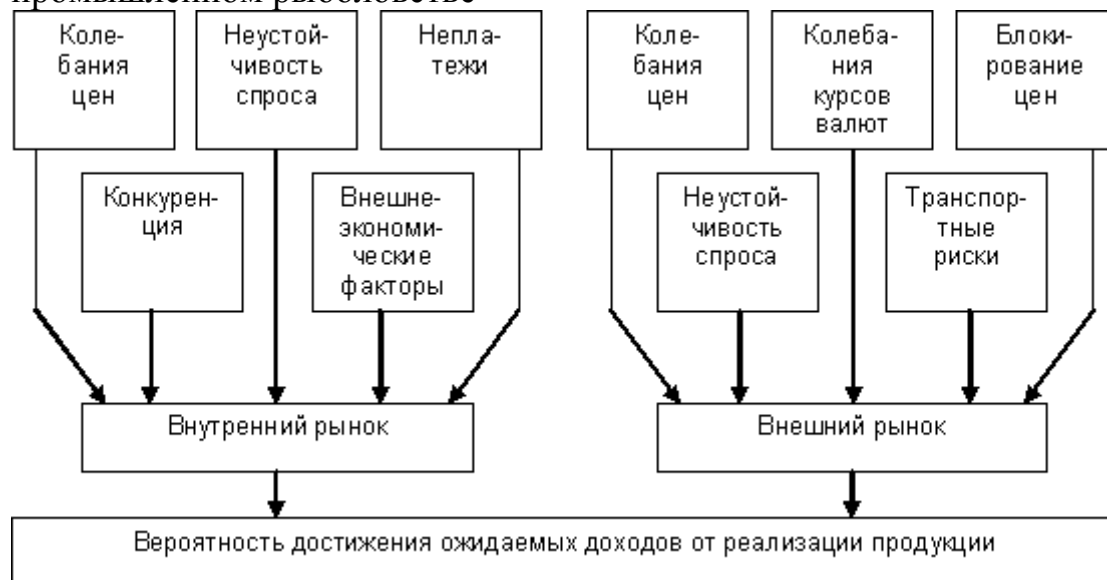 промышленном рыболовстве
Коле-
бания
цен
Неустой-
чивость
спроса
Непла-
тежи
Коле-
бания
цен
Колеба-
ния
курсов
валют
Блоки-
рование
цен
Конкурен-
ция
Внешне-
экономи-
ческие
факторы
Неустой-
чивость
спроса
Транспор-
тные
риски
Внутренний рынок
Внешний рынок
Вероятность достижения ожидаемых доходов от реализации продукции